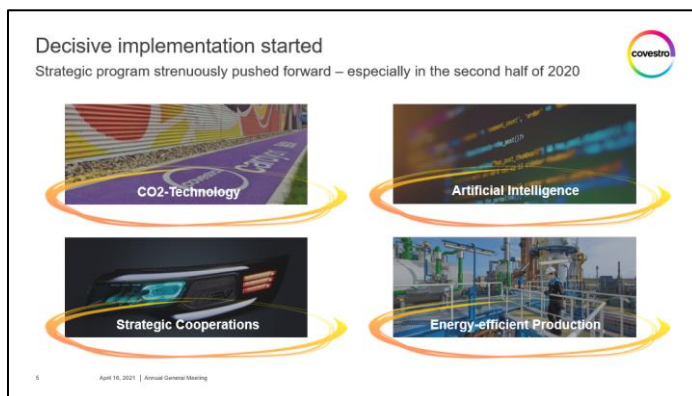 Decisive implementation started
covestro
Strategic program strenuously pushed forward – especially in the second half of 2020
CO2-Technology
Artificial Intelligence
Strategic Cooperations
Energy-efficient Production
5 April 16, 2021 | Annual General Meeting